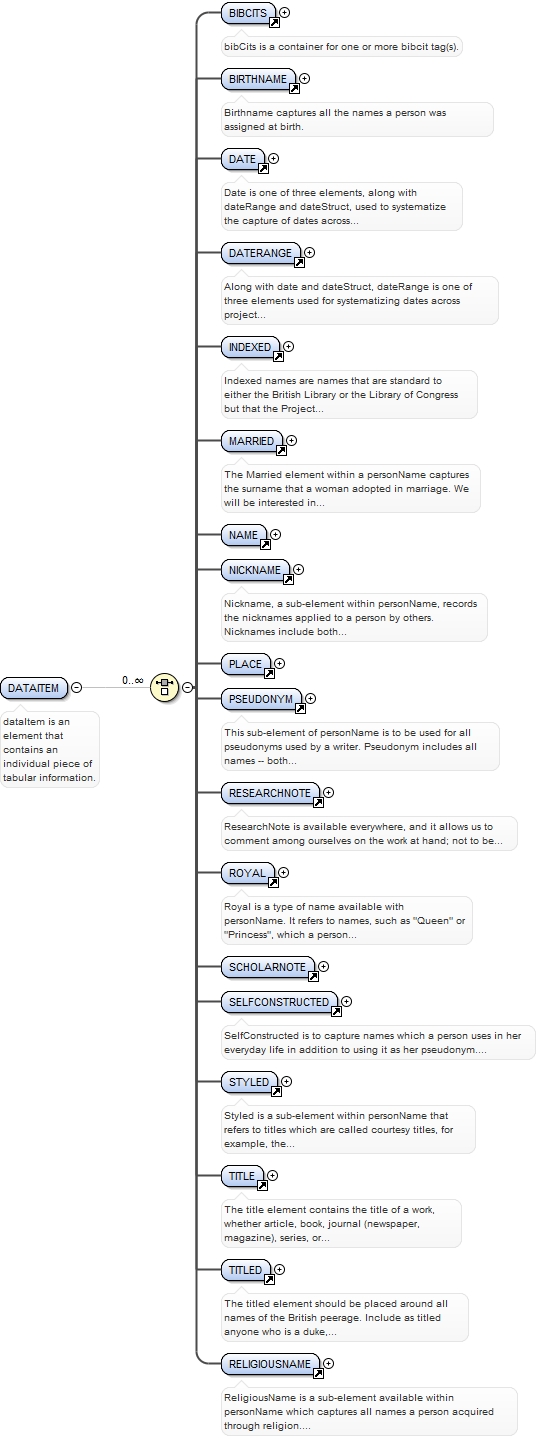 BIBCITS
bibCits is a container for one or more bibcit tag(s).
BIRTHNAME
Birthname captures all the names a person was
assigned at birth.
DATE
Date is one of three elements, along with
dateRange and dateStruct, used to systematize
the capture of dates across...
DATERANGE
Along with date and dateStruct, dateRange is one of
three elements used for systematizing dates across
project...
INDEXED
Indexed names are names that are standard to
either the British Library or the Library of Congress
but that the Project...
MARRIED
The Married element within a personName captures
the surname that a woman adopted in marriage. We
will be interested in...
NAME
NICKNAME
Nickname, a sub-element within personName, records
the nicknames applied to a person by others.
Nicknames include both...
PLACE
DATAITEM
0..∞
dataItem is an
element that
contains an
individual piece of
tabular information.
PSEUDONYM
This sub-element of personName is to be used for all
pseudonyms used by a writer. Pseudonym includes all
names -- both...
RESEARCHNOTE
ResearchNote is available everywhere, and it allows us to
comment among ourselves on the work at hand; not to be...
ROYAL
Royal is a type of name available with
personName. It refers to names, such as "Queen" or
"Princess", which a person...
SCHOLARNOTE
SELFCONSTRUCTED
SelfConstructed is to capture names which a person uses in her
everyday life in addition to using it as her pseudonym....
STYLED
Styled is a sub-element within personName that
refers to titles which are called courtesy titles, for
example, the...
TITLE
The title element contains the title of a work,
whether article, book, journal (newspaper,
magazine), series, or...
TITLED
The titled element should be placed around all
names of the British peerage. Include as titled
anyone who is a duke,...
RELIGIOUSNAME
ReligiousName is a sub-element available within
personName which captures all names a person acquired
through religion....